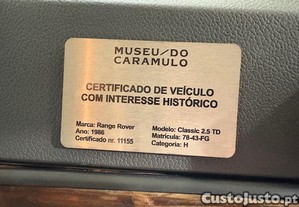 MUSEU/DO
CARAMULO
CERTIFICADO DE VEÍCULO
COM INTERESSE HISTÓRICO
Marca: Range Rover Modelo: Classic 2.5 TD
Ano: 1986 Matrícula: 78-43-FG
Certificado nr. 11155 Categoria: H
CustoJusto.pt